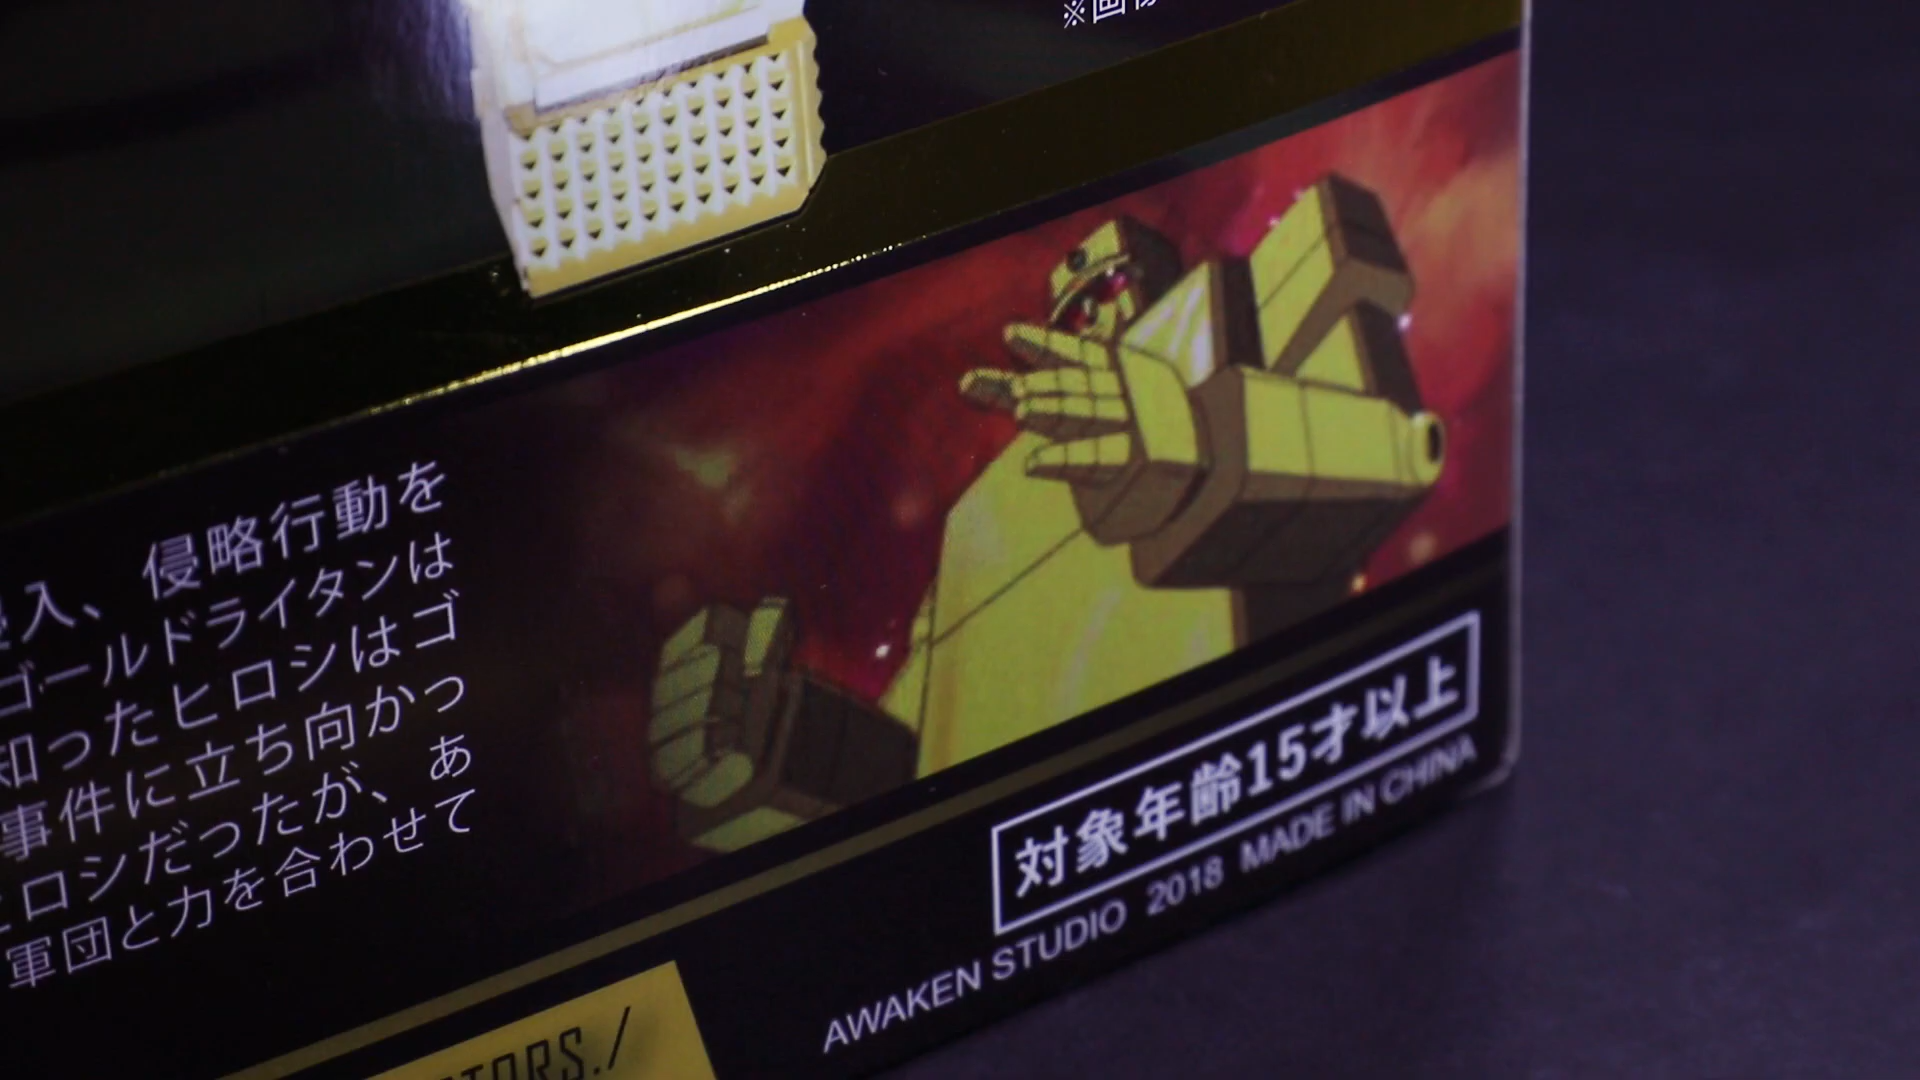 ※画像
入、侵略行動を
ゴールドライタンは
知ったヒロシはゴ
事件に立ち向かっ
ヒロシだったが、あ
軍団と力を合わせて
対象年齢15才以上
AWAKEN STUDIO 2018 MADE IN CHINA
TORS./